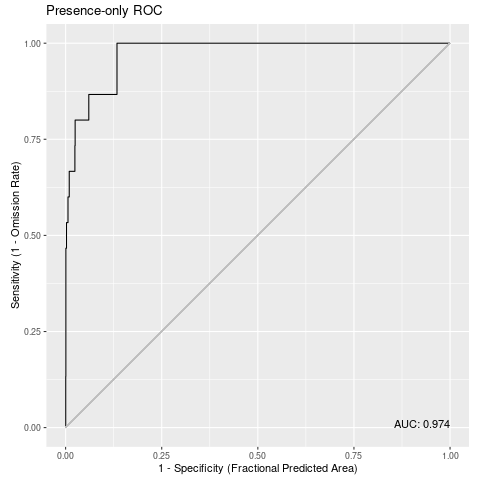 Presence-only ROC
Sensitivity (1 - Omission Rate)
1.00
0.75
0.50
0.25
0.00
AUC: 0.974
0.00 0.25 0.50 0.75 1.00
1 - Specificity (Fractional Predicted Area)